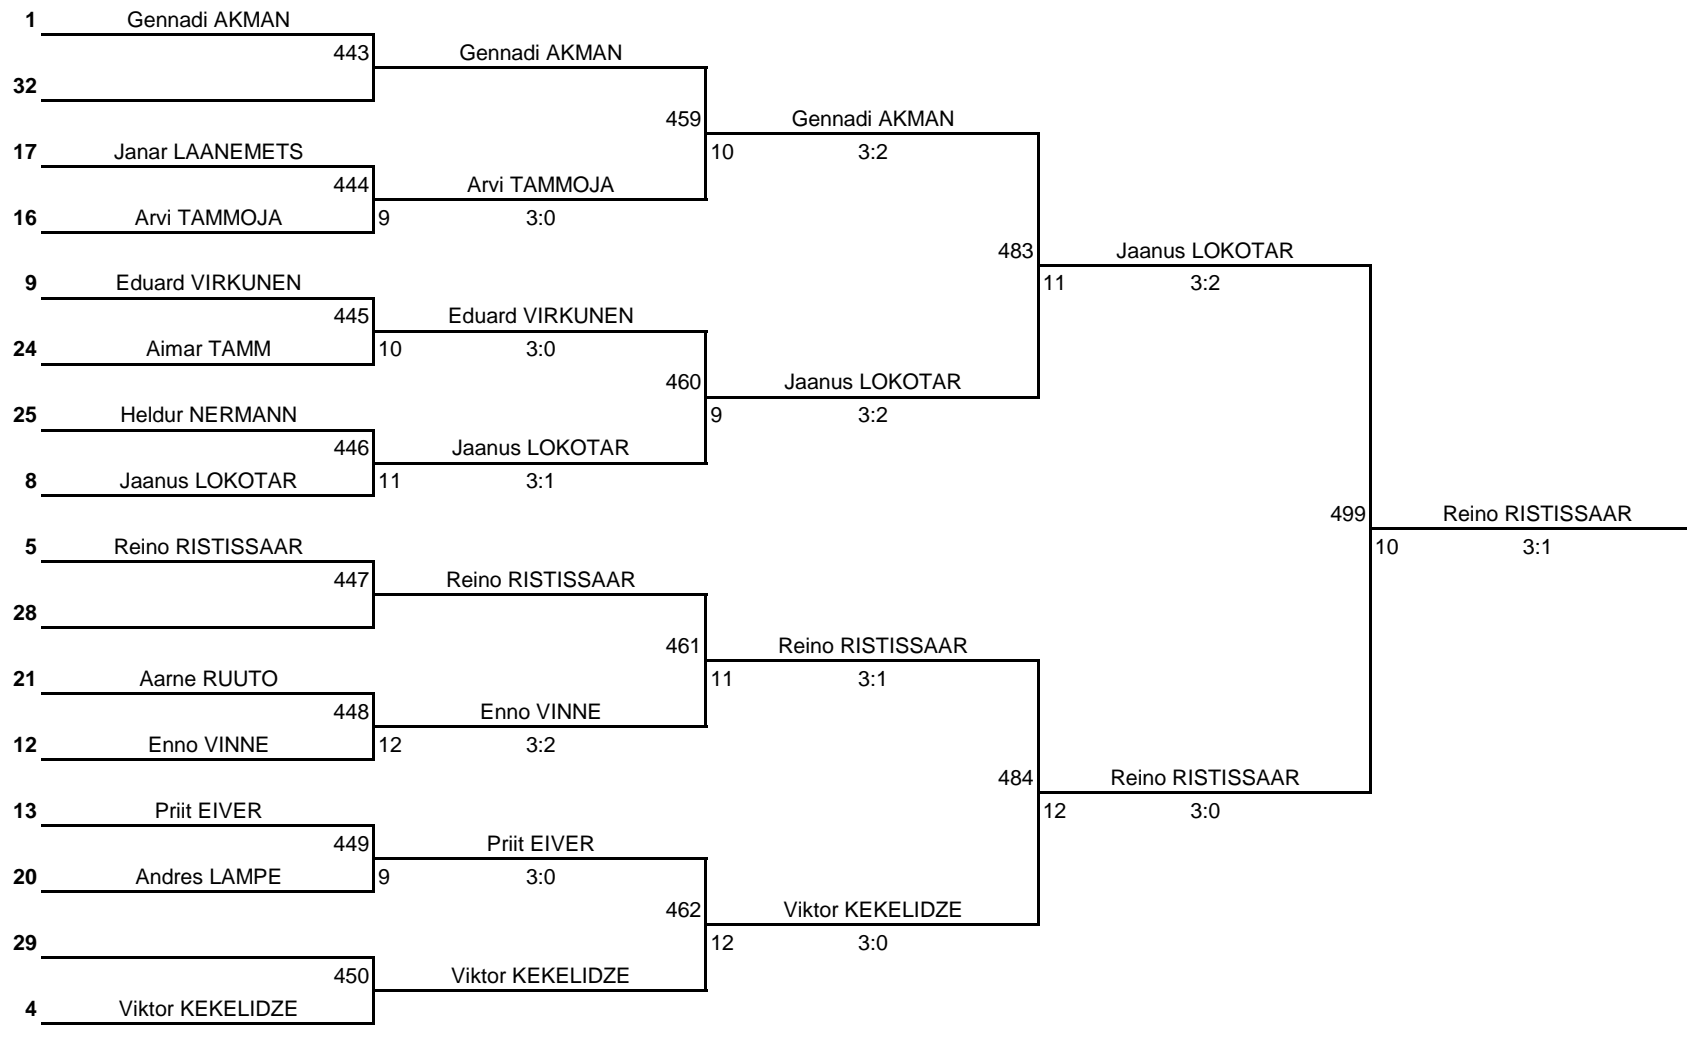 1 Gennadi AKMAN
443 Gennadi AKMAN
32
459 Gennadi AKMAN
17 Janar LAANEMETS 10 3:2
444 Arvi TAMMOJA
16 Arvi TAMMOJA 9 3:0
483 Jaanus LOKOTAR
9 Eduard VIRKUNEN 11 3:2
445 Eduard VIRKUNEN
24 Aimar TAMM 10 3:0
460 Jaanus LOKOTAR
25 Heldur NERMANN 9 3:2
446 Jaanus LOKOTAR
8 Jaanus LOKOTAR 11 3:1
499 Reino RISTISSAAR
5 Reino RISTISSAAR 10 3:1
447 Reino RISTISSAAR
28
461 Reino RISTISSAAR
21 Aarne RUUTO 11 3:1
448 Enno VINNE
12 Enno VINNE 12 3:2
484 Reino RISTISSAAR
13 Priit EIVER 12 3:0
449 Priit EIVER
20 Andres LAMPE 9 3:0
462 Viktor KEKELIDZE
29 12 3:0
450 Viktor KEKELIDZE
4 Viktor KEKELIDZE